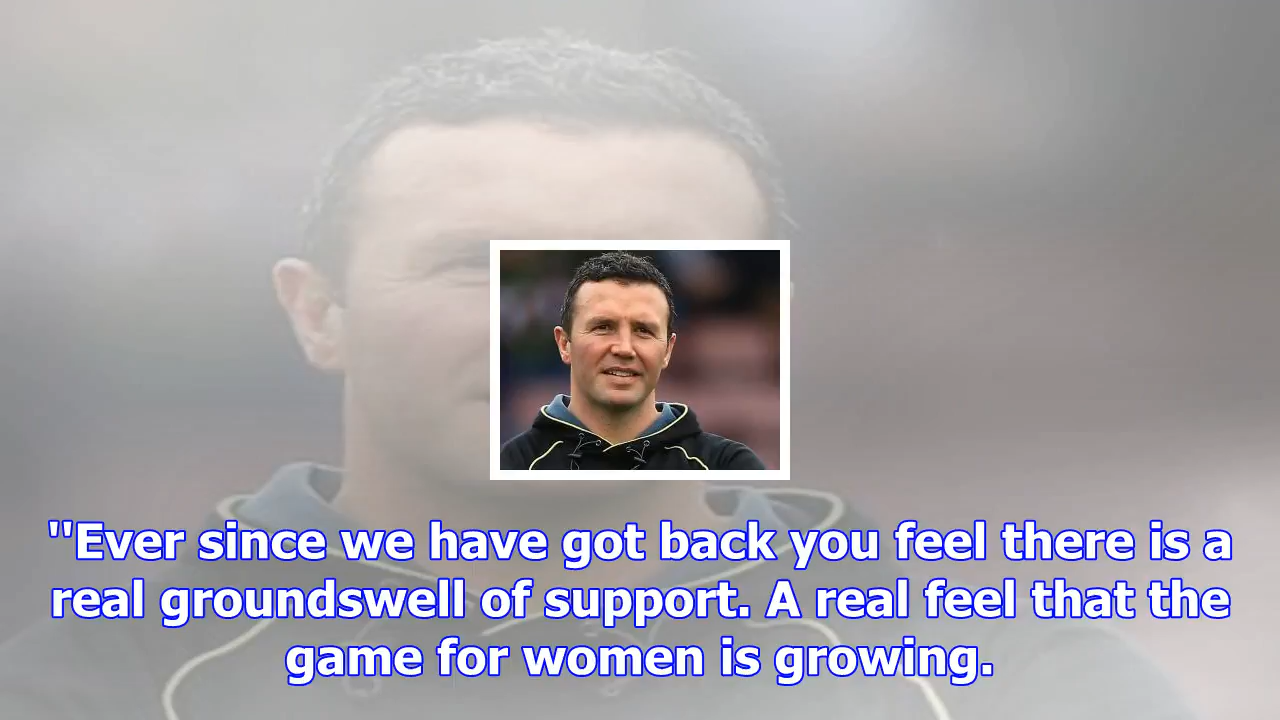 "Ever since we have got back you feel there is a
real groundswell of support. A real feel that the
game for women is growing.